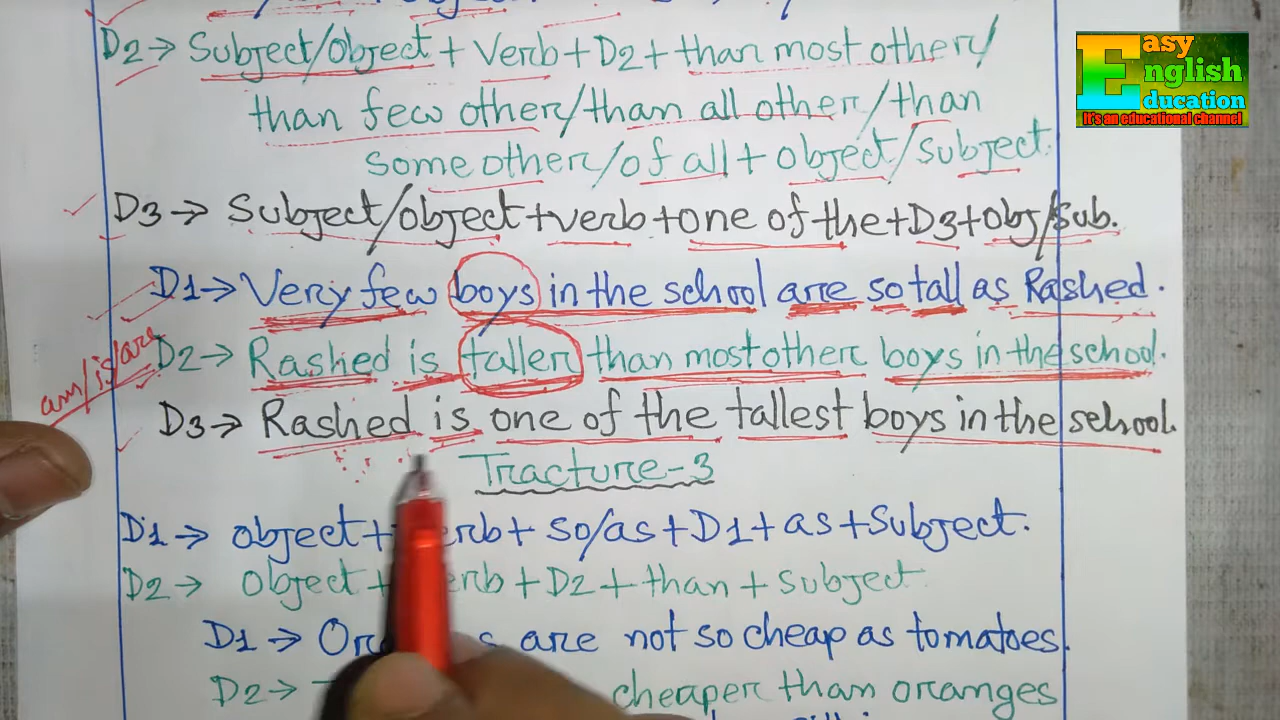 Easy
English
Education
It's an educational channel
D2→ Subject/object + Verb + D2 + than most other/
than few other/than all other/than
some other/of all + object/subject.
D3→ Subject/object+verb+one of the+D3+obj/sub.
D1→ Very few boys in the school are so tall as Rashed.
am/is/are
D2→ Rashed is taller than most other boys in the school.
D3→ Rashed is one of the tallest boys in the school.
Tracture-3
D1→ object+verb+so/as+D1+as+Subject.
D2→ object+verb+D2+than+subject
D1→ are not so cheap as tomatoes.
D2→ cheaper than oranges